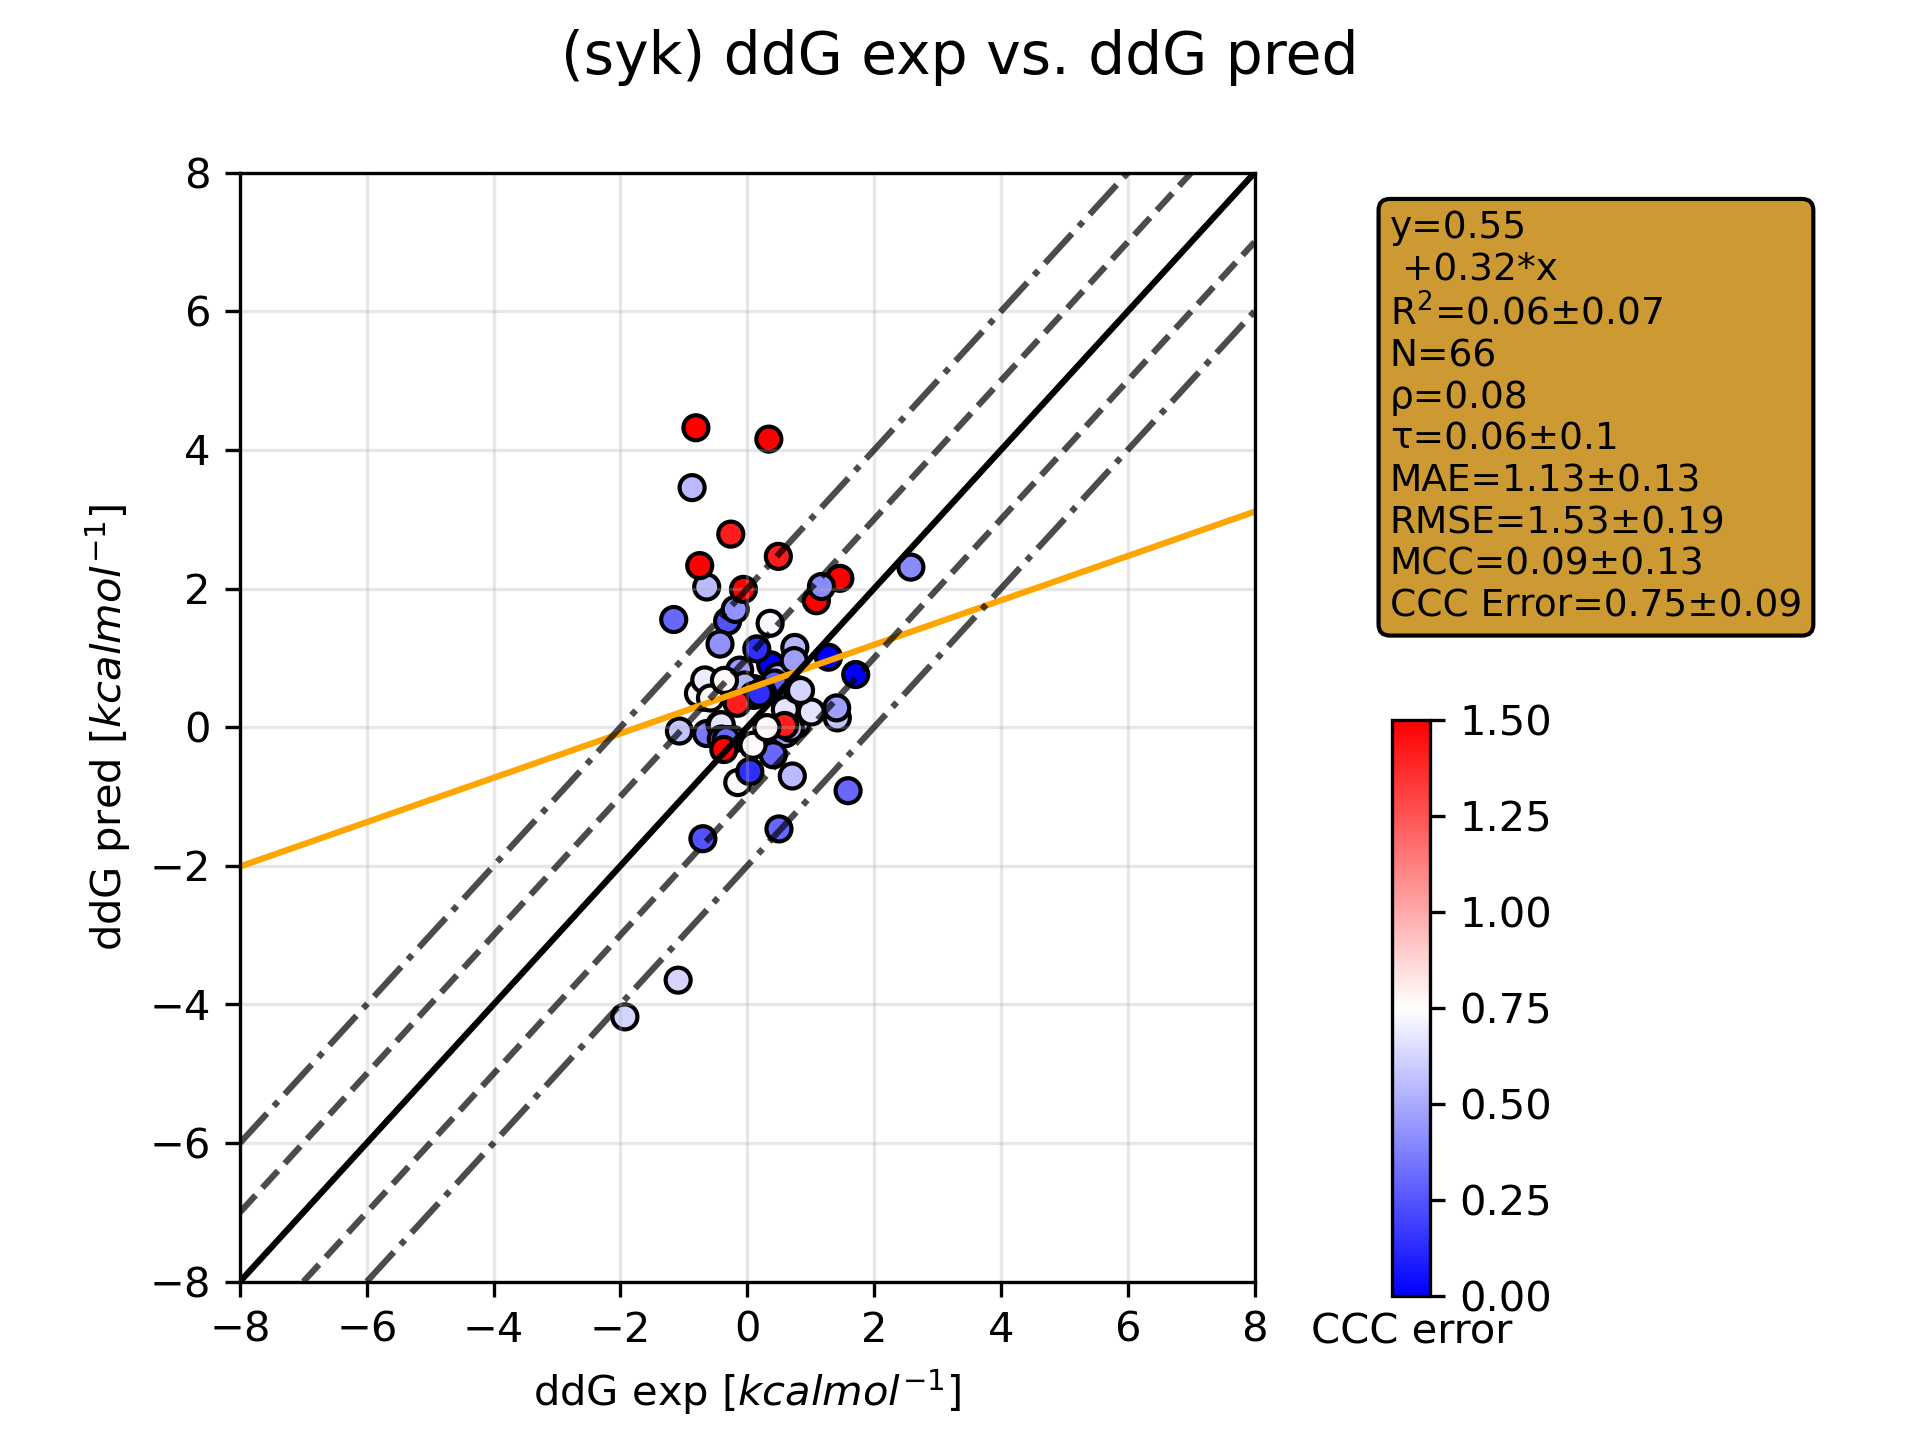 (syk) ddG exp vs. ddG pred
8
6
4
2
0
−2
−4
−6
−8
ddG pred [kcalmol⁻¹]
−8 −6 −4 −2 0 2 4 6 8
ddG exp [kcalmol⁻¹]
y=0.55
+0.32*x
R²=0.06±0.07
N=66
ρ=0.08
τ=0.06±0.1
MAE=1.13±0.13
RMSE=1.53±0.19
MCC=0.09±0.13
CCC Error=0.75±0.09
1.50
1.25
1.00
0.75
0.50
0.25
0.00
CCC error